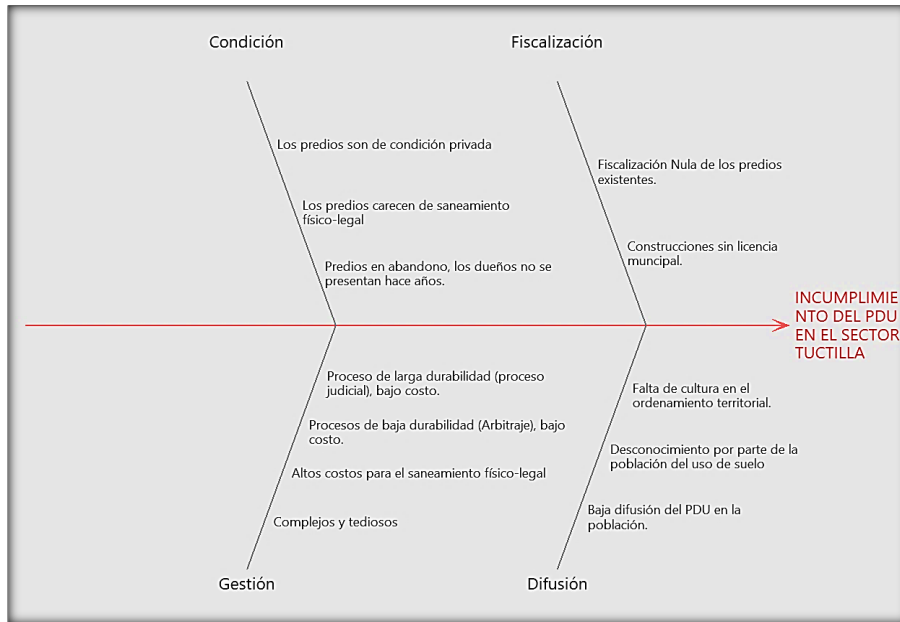 Condición
Fiscalización
Los predios son de condición privada
Los predios carecen de saneamiento
físico-legal
Predios en abandono, los dueños no se
presentan hace años.
Fiscalización Nula de los predios
existentes.
Construcciones sin licencia
muncipal.
INCUMPLIMIE
NTO DEL PDU
EN EL SECTOR
TUCTILLA
Proceso de larga durabilidad (proceso
judicial), bajo costo.
Procesos de baja durabilidad (Arbitraje), bajo
costo.
Altos costos para el saneamiento físico-legal
Complejos y tediosos
Falta de cultura en el
ordenamiento territorial.
Desconocimiento por parte de la
población del uso de suelo
Baja difusión del PDU en la
población.
Gestión
Difusión